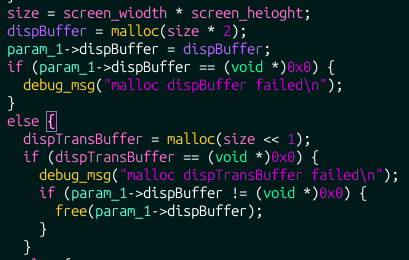 size = screen_wiodth * screen_heioght;
dispBuffer = malloc(size * 2);
param_1->dispBuffer = dispBuffer;
if (param_1->dispBuffer == (void *)0x0) {
debug_msg("malloc dispBuffer failed\n");
}
else {
dispTransBuffer = malloc(size << 1);
if (dispTransBuffer == (void *)0x0) {
debug_msg("malloc dispTransBuffer failed\n");
if (param_1->dispBuffer != (void *)0x0) {
free(param_1->dispBuffer);
}
}